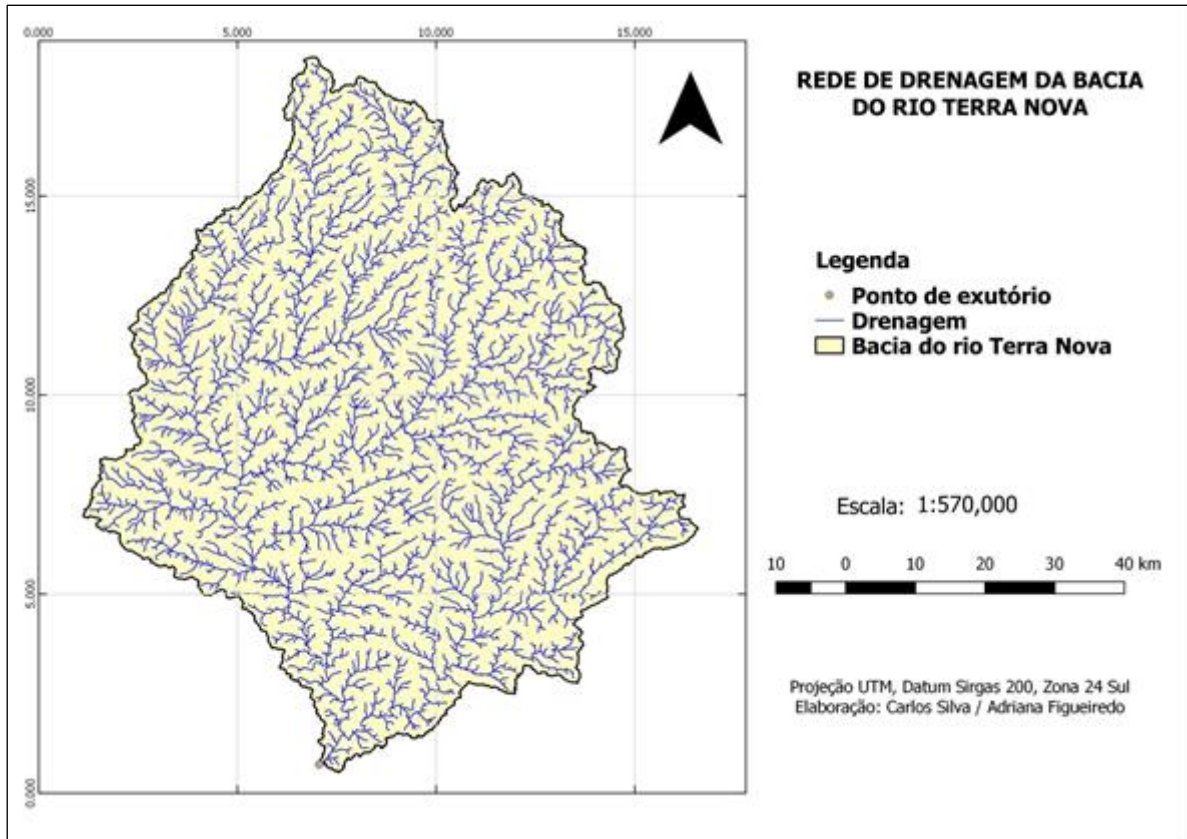 0.000 5.000 10.000 15.000
REDE DE DRENAGEM DA BACIA
DO RIO TERRA NOVA
15.000
10.000
5.000
0.000
Legenda
Ponto de exutório
Drenagem
Bacia do rio Terra Nova
Escala: 1:570,000
10 0 10 20 30 40 km
Projeção UTM, Datum Sirgas 200, Zona 24 Sul
Elaboração: Carlos Silva / Adriana Figueiredo